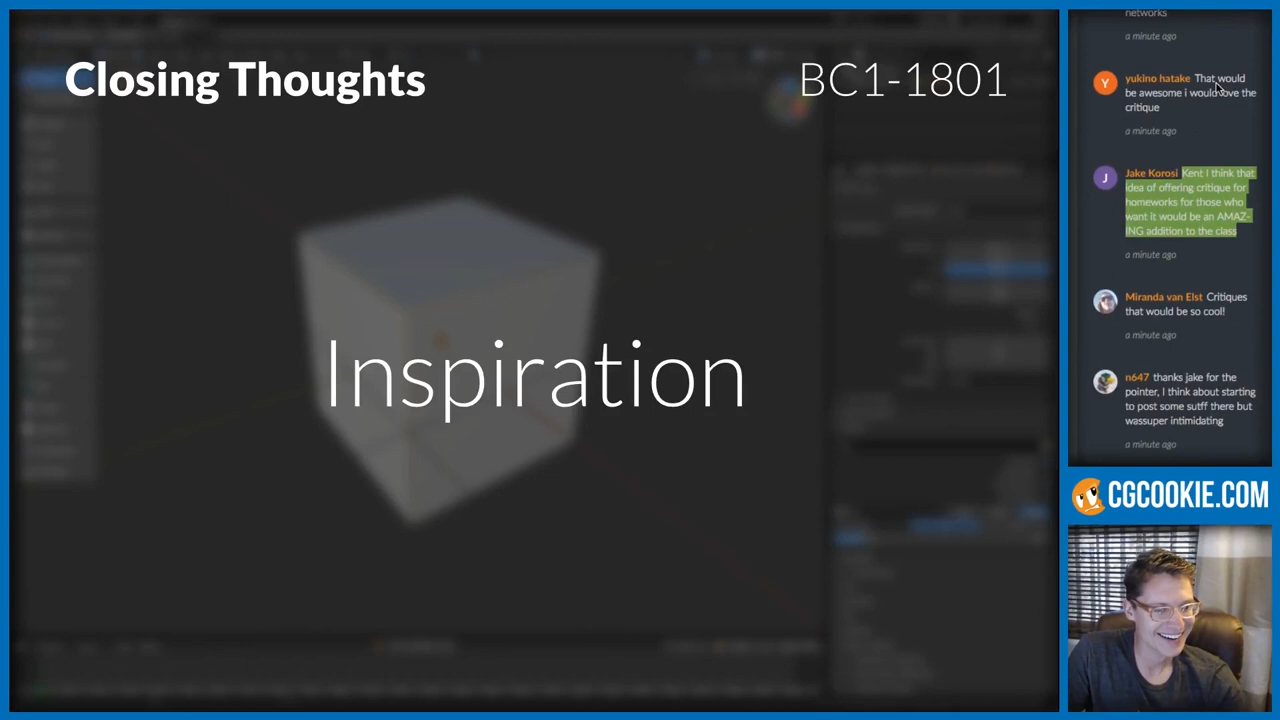 Closing Thoughts
BC1-1801
Inspiration
networks
a minute ago
Y
yukino hatake That would
be awesome i would love the
critique
a minute ago
J
Jake Korosi Kent I think that
idea of offering critique for
homeworks for those who
want it would be an AMAZ-
ING addition to the class
a minute ago
Miranda van Elst Critiques
that would be so cool!
a minute ago
n647 thanks jake for the
pointer, I think about starting
to post some sutff there but
wassuper intimidating
a minute ago
CGCOOKIE.COM